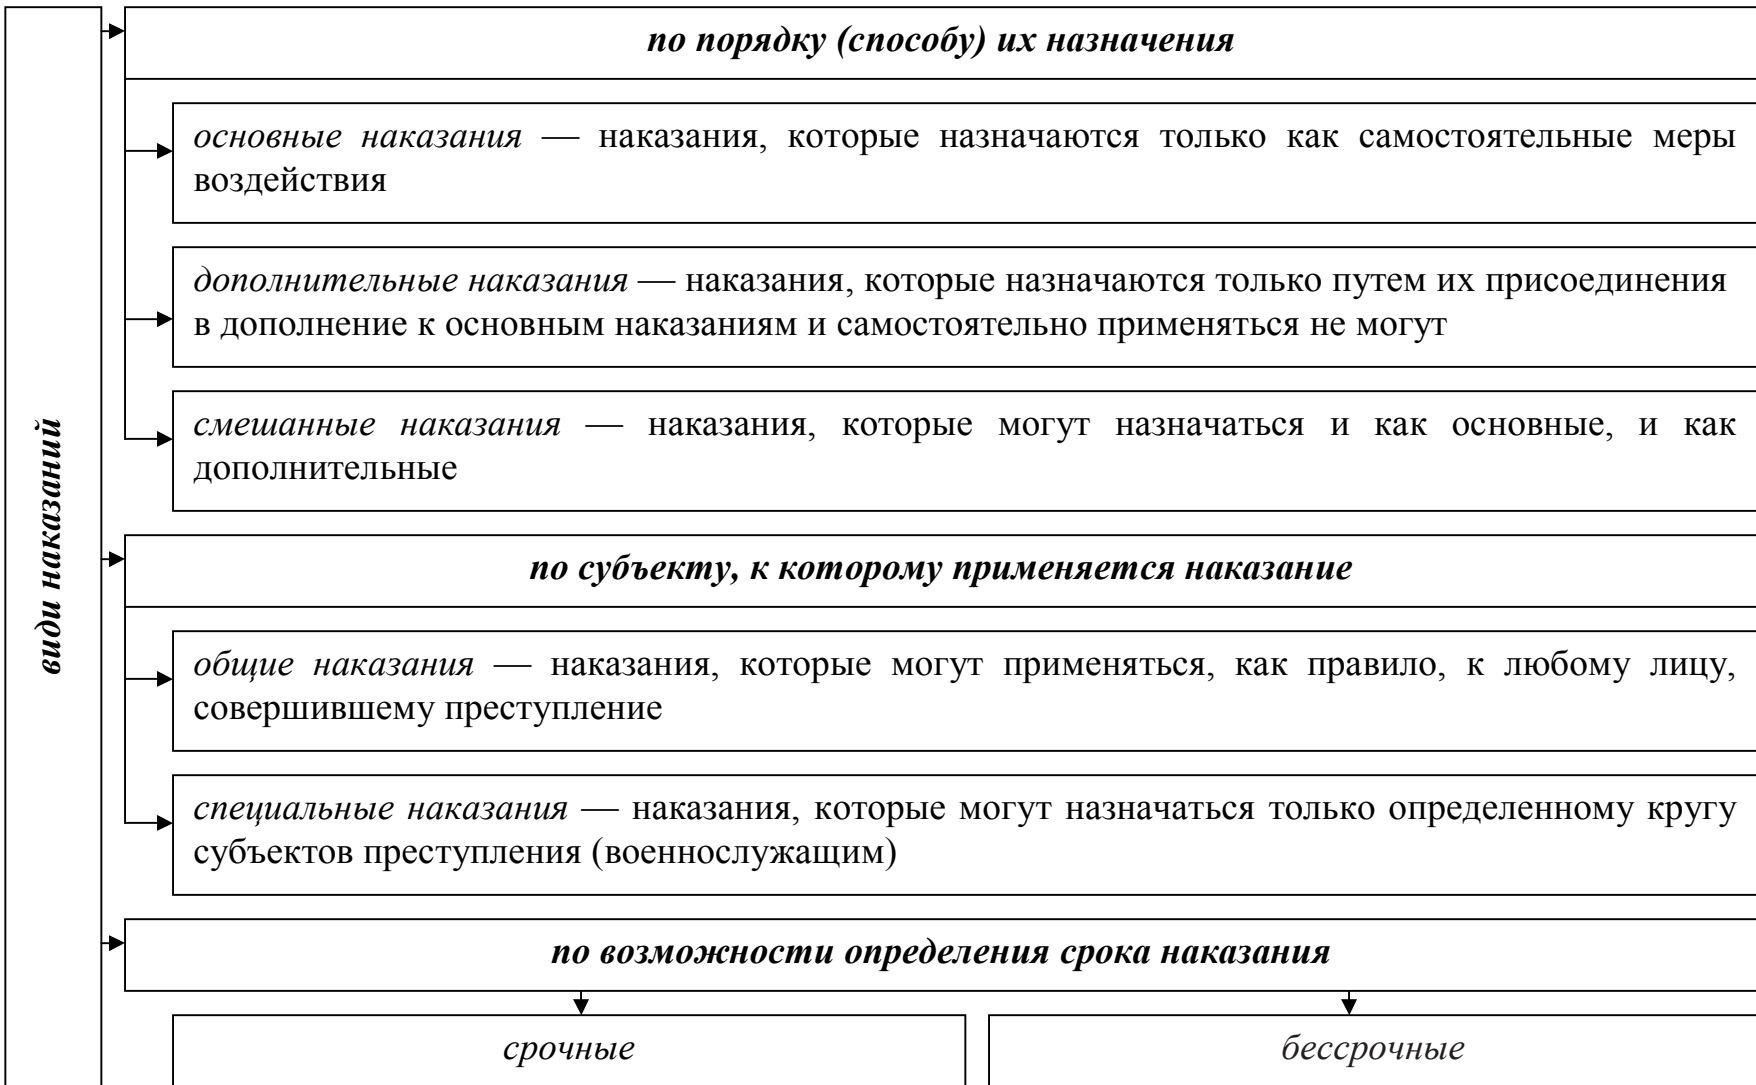 види наказаний
по порядку (способу) их назначения
основные наказания — наказания, которые назначаются только как самостоятельные меры
воздействия
дополнительные наказания — наказания, которые назначаются только путем их присоединения
в дополнение к основным наказаниям и самостоятельно применяться не могут
смешанные наказания — наказания, которые могут назначаться и как основные, и как
дополнительные
по субъекту, к которому применяется наказание
общие наказания — наказания, которые могут применяться, как правило, к любому лицу,
совершившему преступление
специальные наказания — наказания, которые могут назначаться только определенному кругу
субъектов преступления (военнослужащим)
по возможности определения срока наказания
срочные
бессрочные